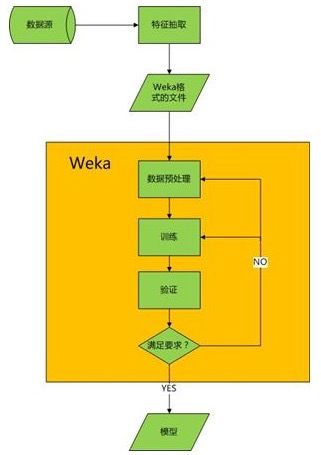 数据源
特征抽取
Weka格
式的文件
Weka
数据预处理
训练
NO
验证
满足要求？
YES
模型